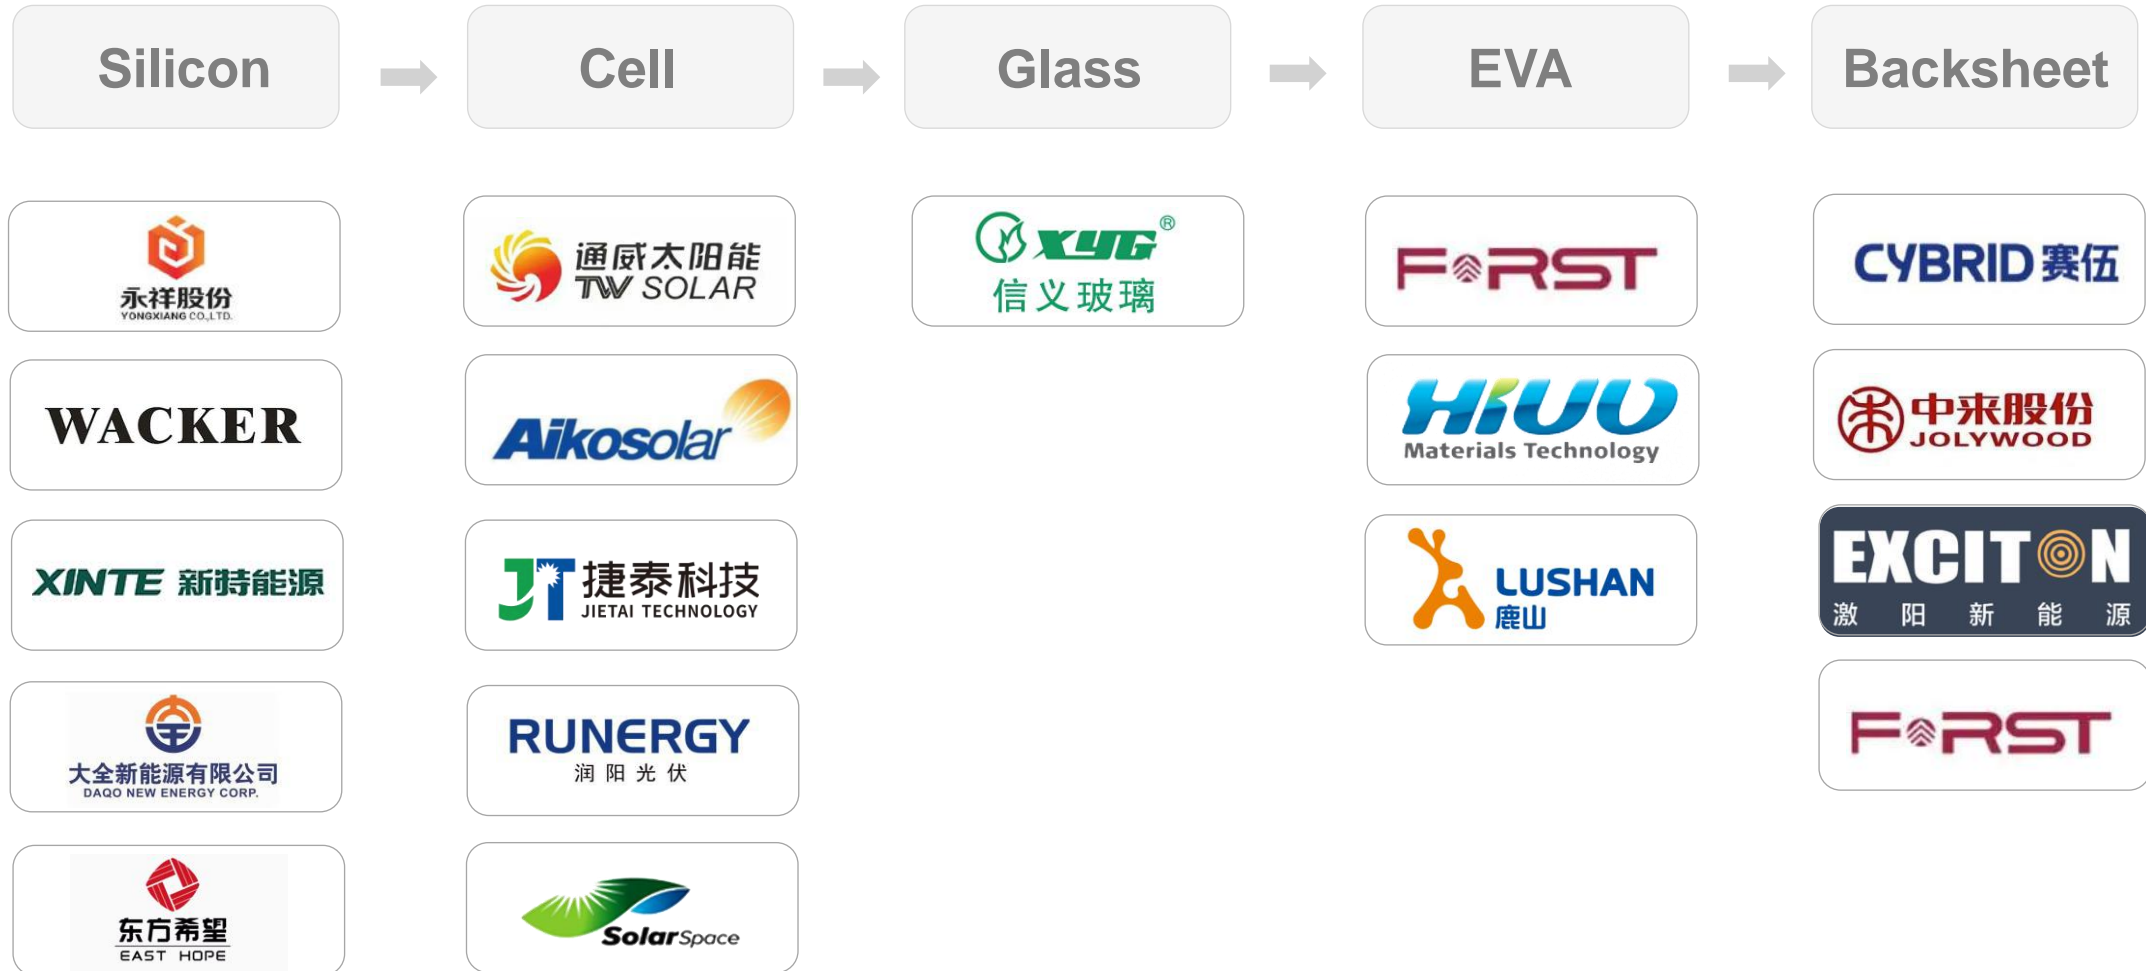 Silicon
Cell
Glass
EVA
Backsheet
永祥股份
YONGXIANG CO.,LTD.
WACKER
XINTE 新特能源
大全新能源有限公司
DAQO NEW ENERGY CORP.
东方希望
EAST HOPE
通威太阳能
TW SOLAR
Aikosolar
JT 捷泰科技
JIETAI TECHNOLOGY
RUNERGY
润阳光伏
SolarSpace
XYG®
信义玻璃
FIRST
HIUV
Materials Technology
LUSHAN
鹿山
CYBRID 赛伍
中来股份
JOLYWOOD
EXCITON
激阳新能源
FIRST